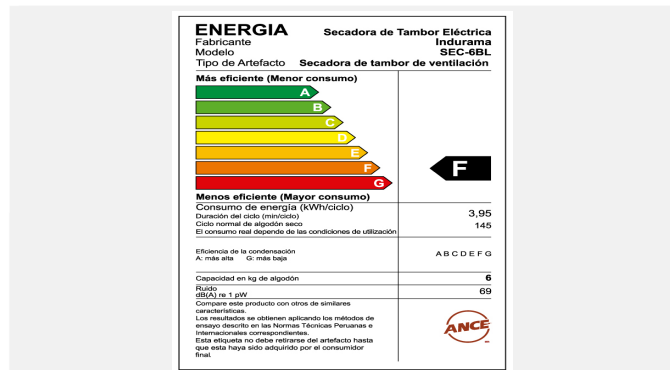 ENERGIA
Secadora de Tambor Eléctrica
Fabricante Indurama
Modelo SEC-6BL
Tipo de Artefacto Secadora de tambor de ventilación
Más eficiente (Menor consumo)
A
B
C
D
E
F
G
F
Menos eficiente (Mayor consumo)
Consumo de energía (kWh/ciclo) 3,95
Duración del ciclo (min/ciclo) 145
Ciclo normal de algodón seco
El consumo real depende de las condiciones de utilización
Eficiencia de la condensación
A: más alta G: más baja
A B C D E F G
Capacidad en kg de algodón 6
Ruido 69
dB(A) re 1 pW
Compare este producto con otros de similares
características.
Los resultados se obtienen aplicando los métodos de
ensayo descrito en las Normas Técnicas Peruanas e
Internacionales correspondientes.
Esta etiqueta no debe retirarse del artefacto hasta
que esta haya sido adquirido por el consumidor
final.
ANCE